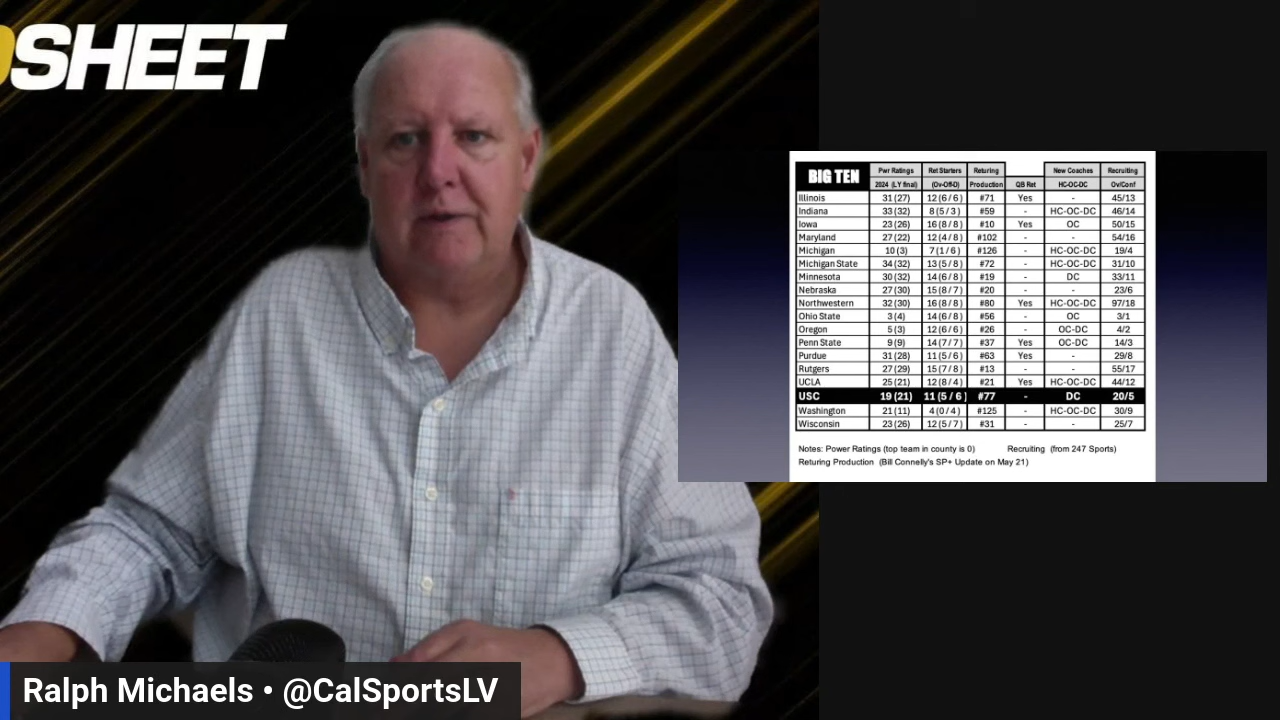 SHEET
BIG TEN Pwr Ratings Ret Starters Returing New Coaches Recruiting
2024 (LY final) (Ov-Off-D) Production QB Ret HC-OC-DC Ov/Conf
Illinois 31 (27) 12 (6 / 6) #71 Yes - 45/13
Indiana 33 (32) 8 (5 / 3) #59 - HC-OC-DC 46/14
Iowa 23 (26) 16 (8 / 8) #10 Yes OC 50/15
Maryland 27 (22) 12 (4 / 8) #102 - - 54/16
Michigan 10 (3) 7 (1 / 6) #126 - HC-OC-DC 19/4
Michigan State 34 (32) 13 (5 / 8) #72 - HC-OC-DC 31/10
Minnesota 30 (32) 14 (6 / 8) #19 - DC 33/11
Nebraska 27 (30) 15 (8 / 7) #20 - - 23/6
Northwestern 32 (30) 16 (8 / 8) #80 Yes HC-OC-DC 97/18
Ohio State 3 (4) 14 (6 / 8) #56 - OC 3/1
Oregon 5 (3) 12 (6 / 6) #26 - OC-DC 4/2
Penn State 9 (9) 14 (7 / 7) #37 Yes OC-DC 14/3
Purdue 31 (28) 11 (5 / 6) #63 Yes - 29/8
Rutgers 27 (29) 15 (7 / 8) #13 - - 55/17
UCLA 25 (21) 12 (8 / 4) #21 Yes HC-OC-DC 44/12
USC 19 (21) 11 (5 / 6 ) #77 - DC 20/5
Washington 21 (11) 4 (0 / 4) #125 - HC-OC-DC 30/9
Wisconsin 23 (26) 12 (5 / 7) #31 - - 25/7
Notes: Power Ratings (top team in county is 0) Recruiting (from 247 Sports)
Returing Production (Bill Connelly's SP+ Update on May 21)
Ralph Michaels • @CalSportsLV